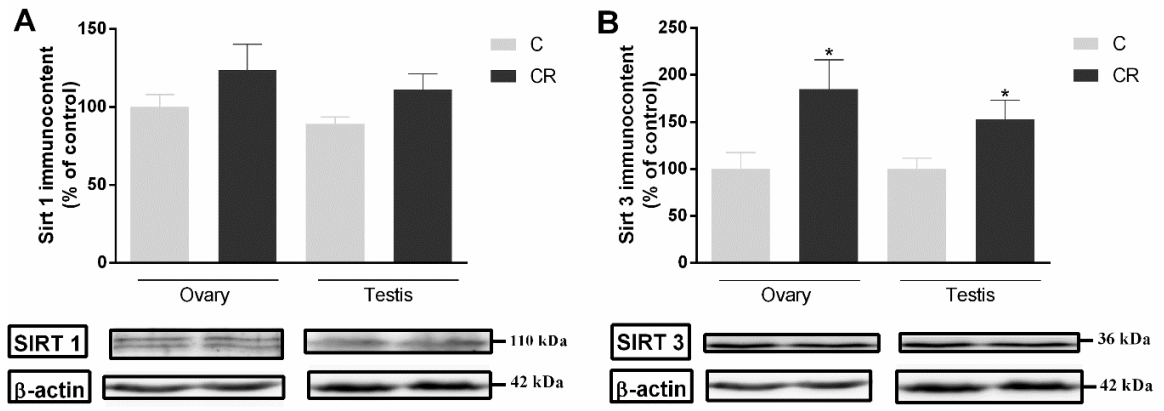 A
Sirt 1 immunocontent
(% of control)
150
100
50
0
C
CR
Ovary
Testis
SIRT 1
110 kDa
β-actin
42 kDa
B
Sirt 3 immunocontent
(% of control)
250
200
150
100
50
0
*
*
C
CR
Ovary
Testis
SIRT 3
36 kDa
β-actin
42 kDa